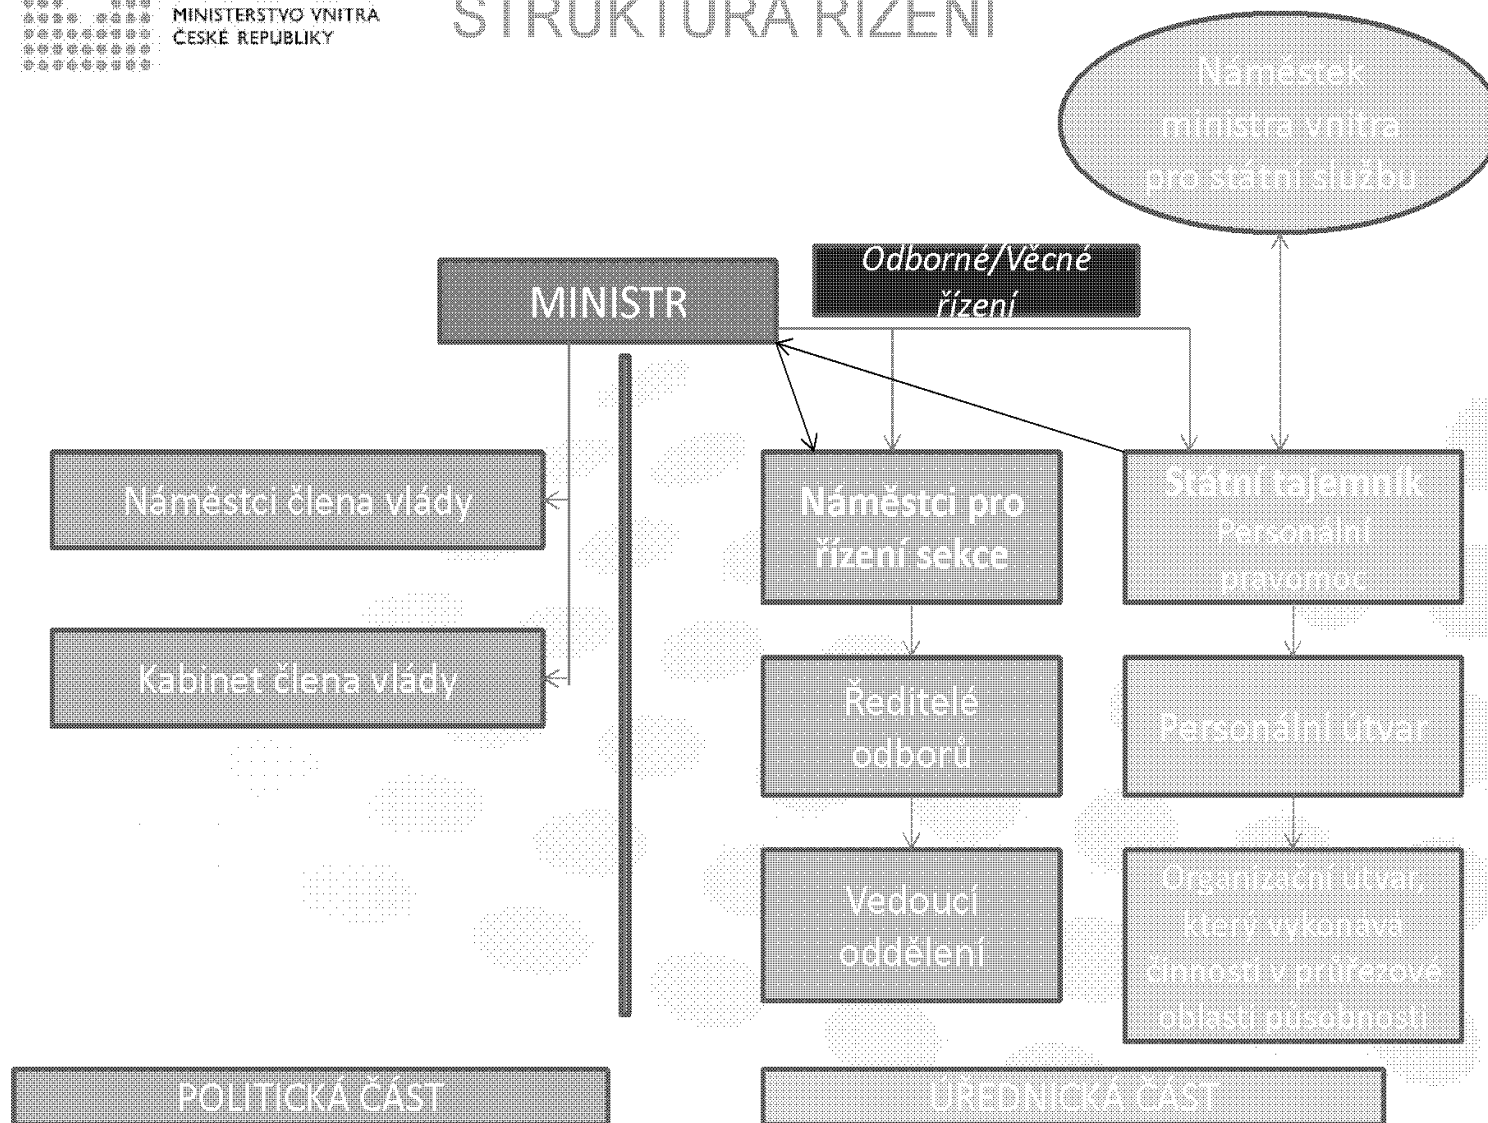 MINISTERSTVO VNITRA
ČESKÉ REPUBLIKY
STRUKTURA ŘÍZENÍ
Náměstek
ministra vnitra
pro státní službu
Odborné/Věcné
řízení
MINISTR
Náměstci člena vlády
Kabinet člena vlády
Náměstci pro
řízení sekce
Státní tajemník
Personální
pravomoc
Ředitelé
odborů
Personální útvar
Vedoucí
oddělení
Organizační útvar,
který vykonává
činnosti v průřezové
oblasti působnosti
POLITICKÁ ČÁST
ÚŘEDNICKÁ ČÁST